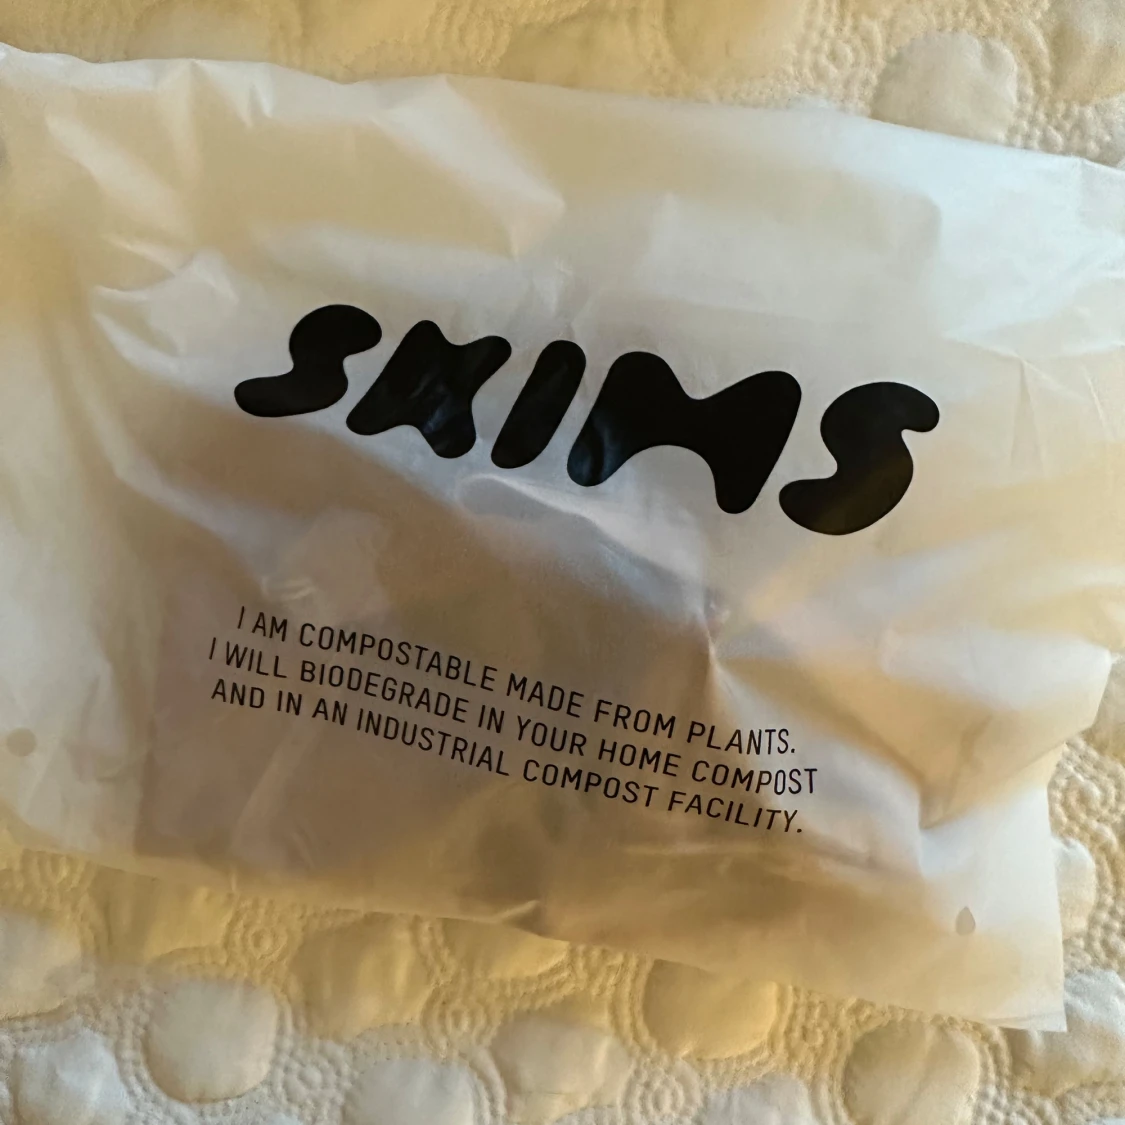 SKIMS
I AM COMPOSTABLE MADE FROM PLANTS.
I WILL BIODEGRADE IN YOUR HOME COMPOST
AND IN AN INDUSTRIAL COMPOST FACILITY.